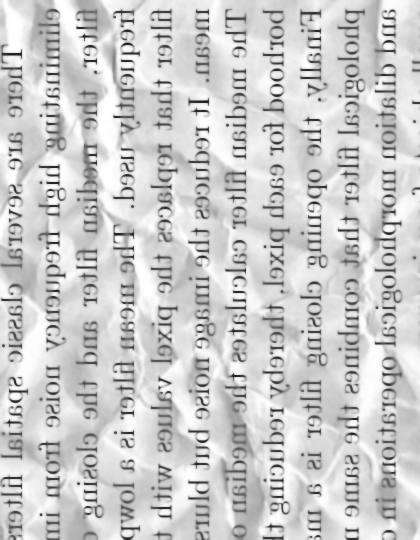 There are several classic spatial filters
eliminating high frequency noise from im
filter, the median filter and the closing o
frequently used. The mean filter is a lowp
filter that replaces the pixel values with t
mean. It reduces the image noise but blurs
The median filter calculates the median o
borhood for each pixel, thereby reducing th
Finally, the opening closing filter is a ma
phological filter that combines the same n
and dilation morphological operations in o